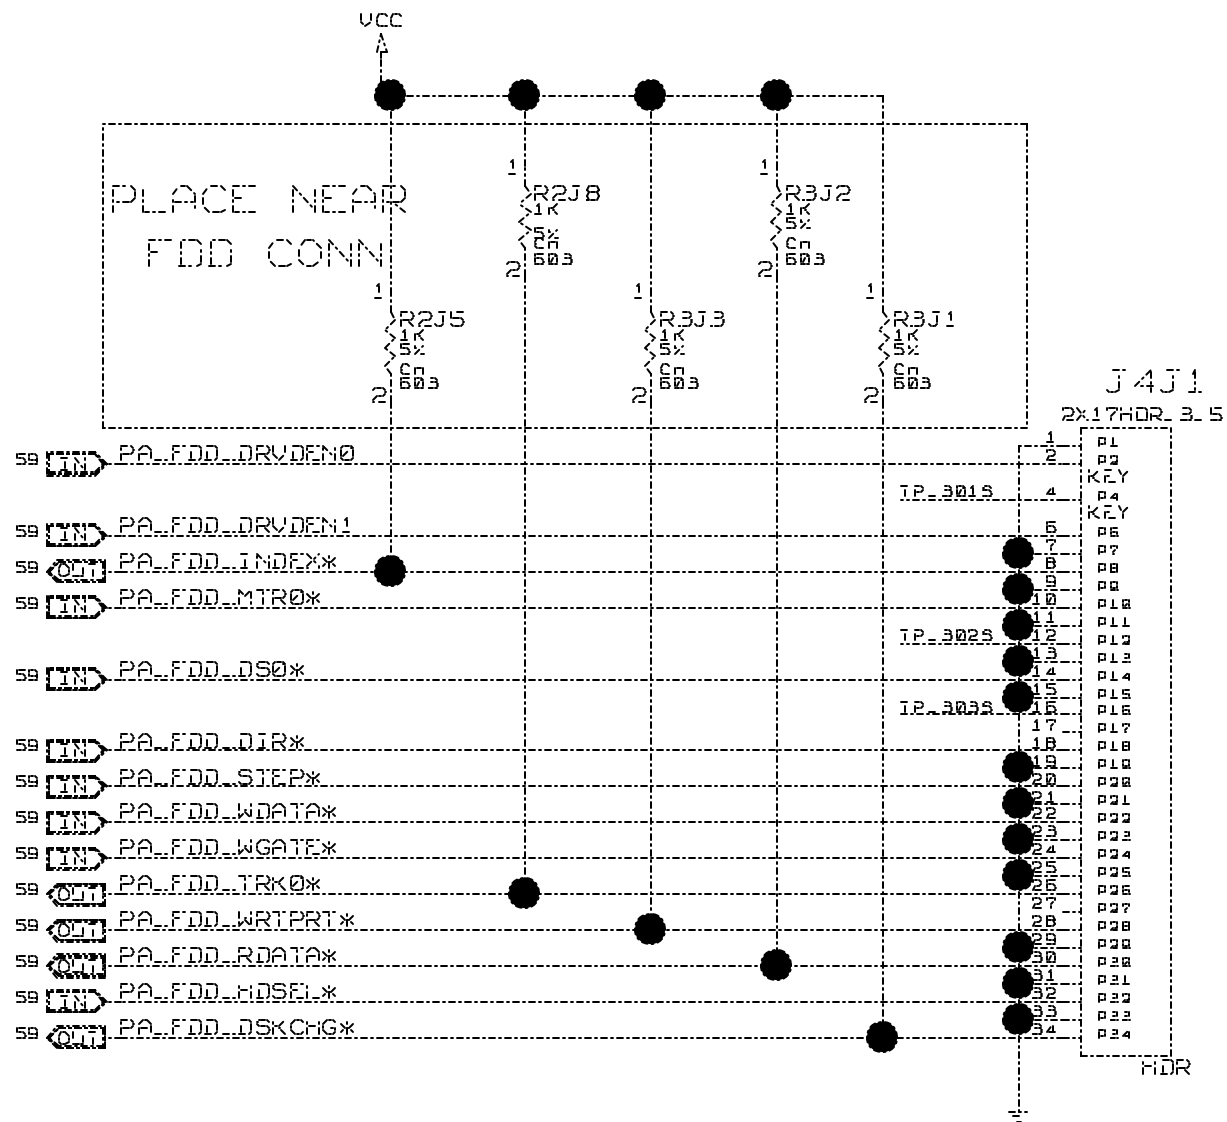 VCC
PLACE NEAR
FDD CONN
1
R2J8
1K
5%
Cn
603
2
1
R3J2
1K
5%
Cn
603
2
1
R2J5
1K
5%
Cn
603
2
1
R3J3
1K
5%
Cn
603
2
1
R3J1
1K
5%
Cn
603
2
J4J1
2X17HDR_3_5
59 IN PA_FDD_DRVDEN0
59 IN PA_FDD_DRVDEN1
59 OUT PA_FDD_INDEX*
59 IN PA_FDD_MTR0*
59 IN PA_FDD_DS0*
59 IN PA_FDD_DIR*
59 IN PA_FDD_STEP*
59 IN PA_FDD_WDATA*
59 IN PA_FDD_WGATE*
59 OUT PA_FDD_TRK0*
59 OUT PA_FDD_WRTPRT*
59 OUT PA_FDD_RDATA*
59 IN PA_FDD_HDSEL*
59 OUT PA_FDD_DSKCHG*
1 P1
2 P2
KEY
TP_301S 4 P4
KEY
6 P6
7 P7
8 P8
9 P9
10 P10
11 P11
TP_302S 12 P12
13 P13
14 P14
15 P15
TP_303S 16 P16
17 P17
18 P18
19 P19
20 P20
21 P21
22 P22
23 P23
24 P24
25 P25
26 P26
27 P27
28 P28
29 P29
30 P30
31 P31
32 P32
33 P33
34 P34
HDR